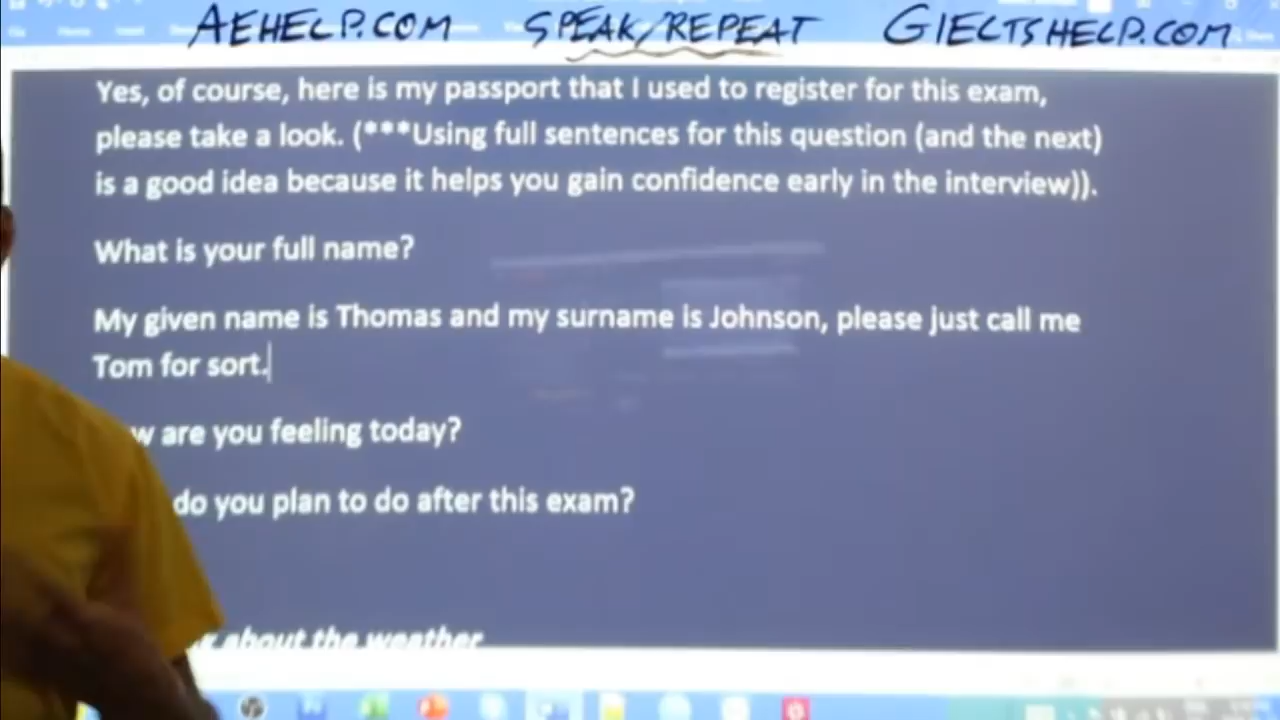 AEHELP.COM SPEAK/REPEAT GIELTSHELP.COM
Yes, of course, here is my passport that I used to register for this exam,
please take a look. (***Using full sentences for this question (and the next)
is a good idea because it helps you gain confidence early in the interview)).
What is your full name?
My given name is Thomas and my surname is Johnson, please just call me
Tom for sort.
are you feeling today?
do you plan to do after this exam?
about the weather